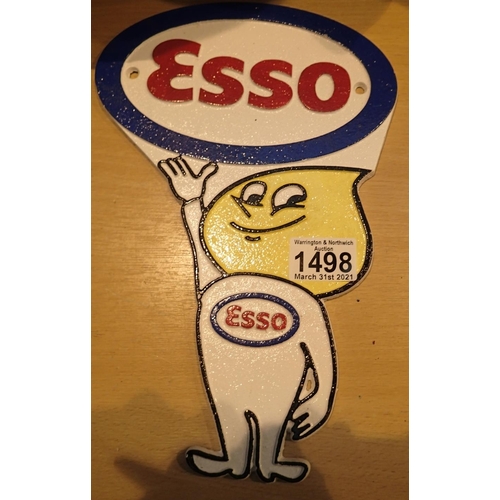 Esso
Warrington & Northwich
Auction
1498
March 31st 2021
Esso